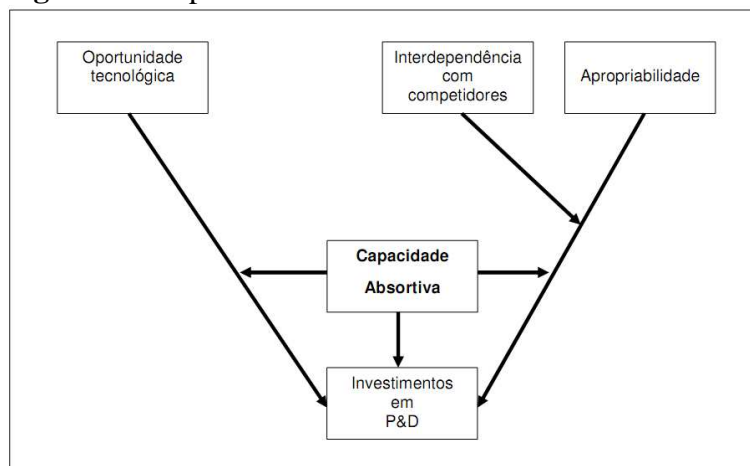 Oportunidade
tecnológica
Interdependência
com
competidores
Apropriabilidade
Capacidade
Absortiva
Investimentos
em
P&D